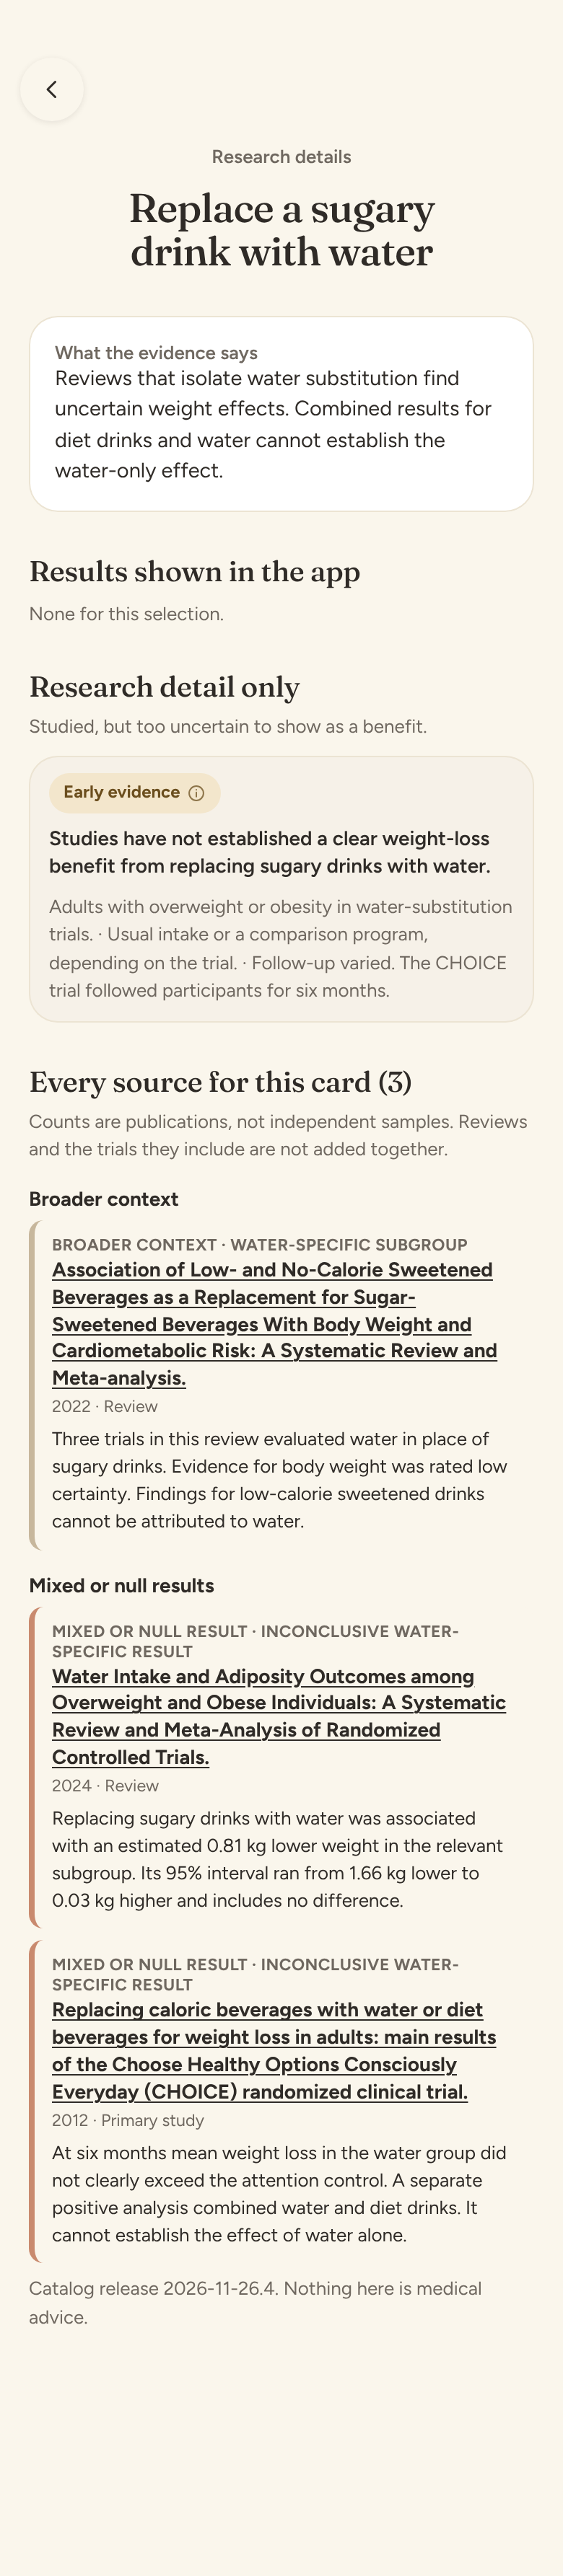 Research details
Replace a sugary
drink with water
What the evidence says
Reviews that isolate water substitution find
uncertain weight effects. Combined results for
diet drinks and water cannot establish the
water-only effect.
Results shown in the app
None for this selection.
Research detail only
Studied, but too uncertain to show as a benefit.
Early evidence
Studies have not established a clear weight-loss
benefit from replacing sugary drinks with water.
Adults with overweight or obesity in water-substitution
trials. · Usual intake or a comparison program,
depending on the trial. · Follow-up varied. The CHOICE
trial followed participants for six months.
Every source for this card (3)
Counts are publications, not independent samples. Reviews
and the trials they include are not added together.
Broader context
BROADER CONTEXT · WATER-SPECIFIC SUBGROUP
Association of Low- and No-Calorie Sweetened
Beverages as a Replacement for Sugar-
Sweetened Beverages With Body Weight and
Cardiometabolic Risk: A Systematic Review and
Meta-analysis.
2022 · Review
Three trials in this review evaluated water in place of
sugary drinks. Evidence for body weight was rated low
certainty. Findings for low-calorie sweetened drinks
cannot be attributed to water.
Mixed or null results
MIXED OR NULL RESULT · INCONCLUSIVE WATER-
SPECIFIC RESULT
Water Intake and Adiposity Outcomes among
Overweight and Obese Individuals: A Systematic
Review and Meta-Analysis of Randomized
Controlled Trials.
2024 · Review
Replacing sugary drinks with water was associated
with an estimated 0.81 kg lower weight in the relevant
subgroup. Its 95% interval ran from 1.66 kg lower to
0.03 kg higher and includes no difference.
MIXED OR NULL RESULT · INCONCLUSIVE WATER-
SPECIFIC RESULT
Replacing caloric beverages with water or diet
beverages for weight loss in adults: main results
of the Choose Healthy Options Consciously
Everyday (CHOICE) randomized clinical trial.
2012 · Primary study
At six months mean weight loss in the water group did
not clearly exceed the attention control. A separate
positive analysis combined water and diet drinks. It
cannot establish the effect of water alone.
Catalog release 2026-11-26.4. Nothing here is medical
advice.